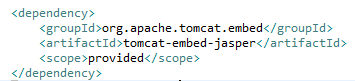 <dependency>
<groupId>org.apache.tomcat.embed</groupId>
<artifactId>tomcat-embed-jasper</artifactId>
<scope>provided</scope>
</dependency>